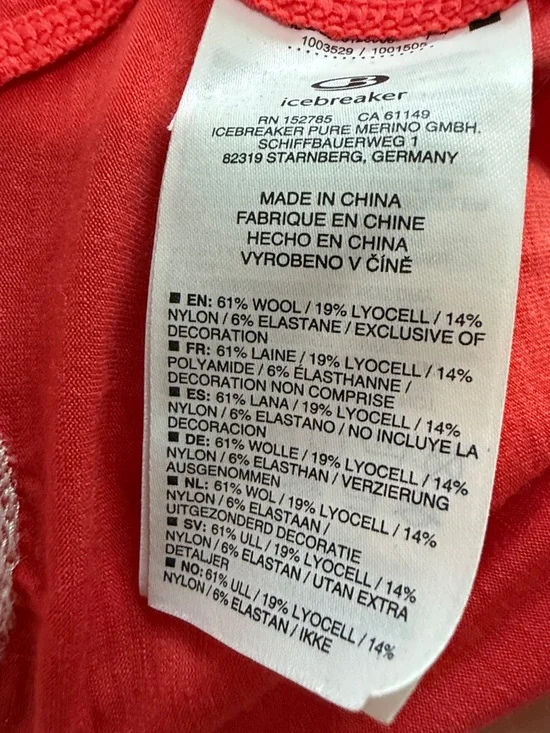 1003529 / 1001505
icebreaker
RN 152785 CA 61149
ICEBREAKER PURE MERINO GMBH.
SCHIFFBAUERWEG 1
82319 STARNBERG, GERMANY
MADE IN CHINA
FABRIQUE EN CHINE
HECHO EN CHINA
VYROBENO V ČÍNĚ
■ EN: 61% WOOL / 19% LYOCELL / 14%
NYLON / 6% ELASTANE / EXCLUSIVE OF
DECORATION
■ FR: 61% LAINE / 19% LYOCELL / 14%
POLYAMIDE / 6% ÉLASTHANNE /
DECORATION NON COMPRISE
■ ES: 61% LANA / 19% LYOCELL / 14%
NYLON / 6% ELASTANO / NO INCLUYE LA
DECORACION
■ DE: 61% WOLLE / 19% LYOCELL / 14%
NYLON / 6% ELASTHAN / VERZIERUNG
AUSGENOMMEN
■ NL: 61% WOL / 19% LYOCELL / 14%
NYLON / 6% ELASTAAN /
UITGEZONDERD DECORATIE
■ SV: 61% ULL / 19% LYOCELL / 14%
NYLON / 6% ELASTAN / UTAN EXTRA
DETALJER
■ NO: 61% ULL / 19% LYOCELL / 14%
NYLON / 6% ELASTAN / IKKE